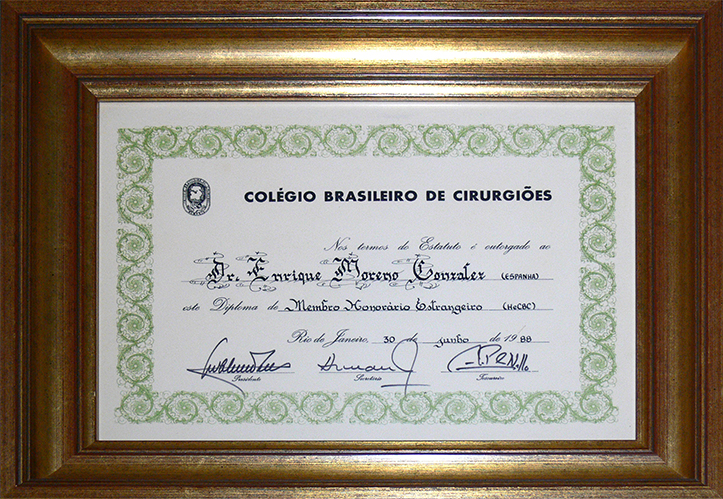 COLÉGIO BRASILEIRO DE CIRURGIÕES
Nos termos do Estatuto é outorgado ao
Dr. Enrique Moreno Gonzalez (ESPANHA)
este Diploma de Membro Honorário Estrangeiro (HeCBC)
Rio de Janeiro, 30 de junho de 1988
Presidente Secretário Tesoureiro